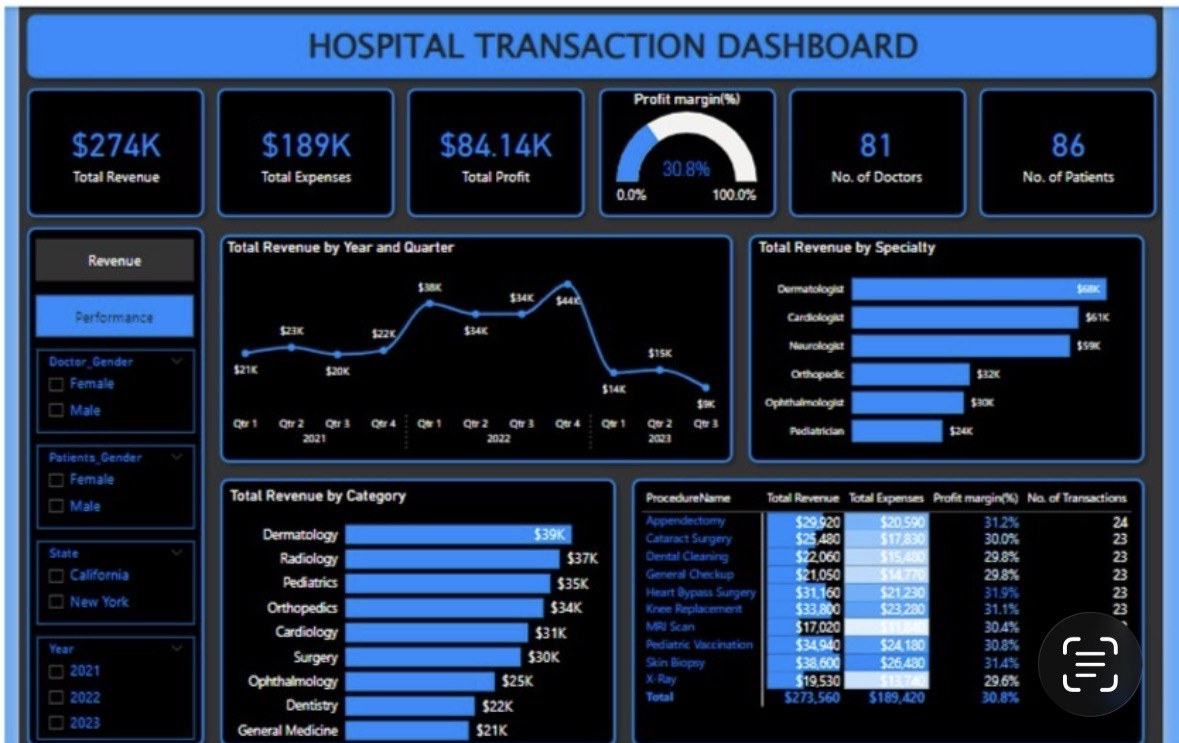 HOSPITAL TRANSACTION DASHBOARD
$274K
Total Revenue
$189K
Total Expenses
$84.14K
Total Profit
Profit margin(%)
30.8%
0.0% 100.0%
81
No. of Doctors
86
No. of Patients
Revenue
Performance
Doctor_Gender
Female
Male
Patients_Gender
Female
Male
State
California
New York
Year
2021
2022
2023
Total Revenue by Year and Quarter
$21K $23K $20K $22K $38K $34K $34K $44K $14K $15K $9K
Qtr 1 Qtr 2 Qtr 3 Qtr 4 Qtr 1 Qtr 2 Qtr 3 Qtr 4 Qtr 1 Qtr 2 Qtr 3
2021 2022 2023
Total Revenue by Specialty
Dermatologist $68K
Cardiologist $61K
Neurologist $59K
Orthopedic $32K
Ophthalmologist $30K
Pediatrician $24K
Total Revenue by Category
Dermatology $39K
Radiology $37K
Pediatrics $35K
Orthopedics $34K
Cardiology $31K
Surgery $30K
Ophthalmology $25K
Dentistry $22K
General Medicine $21K
ProcedureName Total Revenue Total Expenses Profit margin(%) No. of Transactions
Appendectomy $29,920 $20,590 31.2% 24
Cataract Surgery $25,480 $17,830 30.0% 23
Dental Cleaning $22,060 $15,480 29.8% 23
General Checkup $21,050 $14,770 29.8% 23
Heart Bypass Surgery $31,160 $21,230 31.9% 23
Knee Replacement $33,800 $23,280 31.1% 23
MRI Scan $17,020 30.4%
Pediatric Vaccination $34,940 $24,180 30.8%
Skin Biopsy $38,600 $26,480 31.4%
X-Ray $19,530 $13,740 29.6%
Total $273,560 $189,420 30.8%